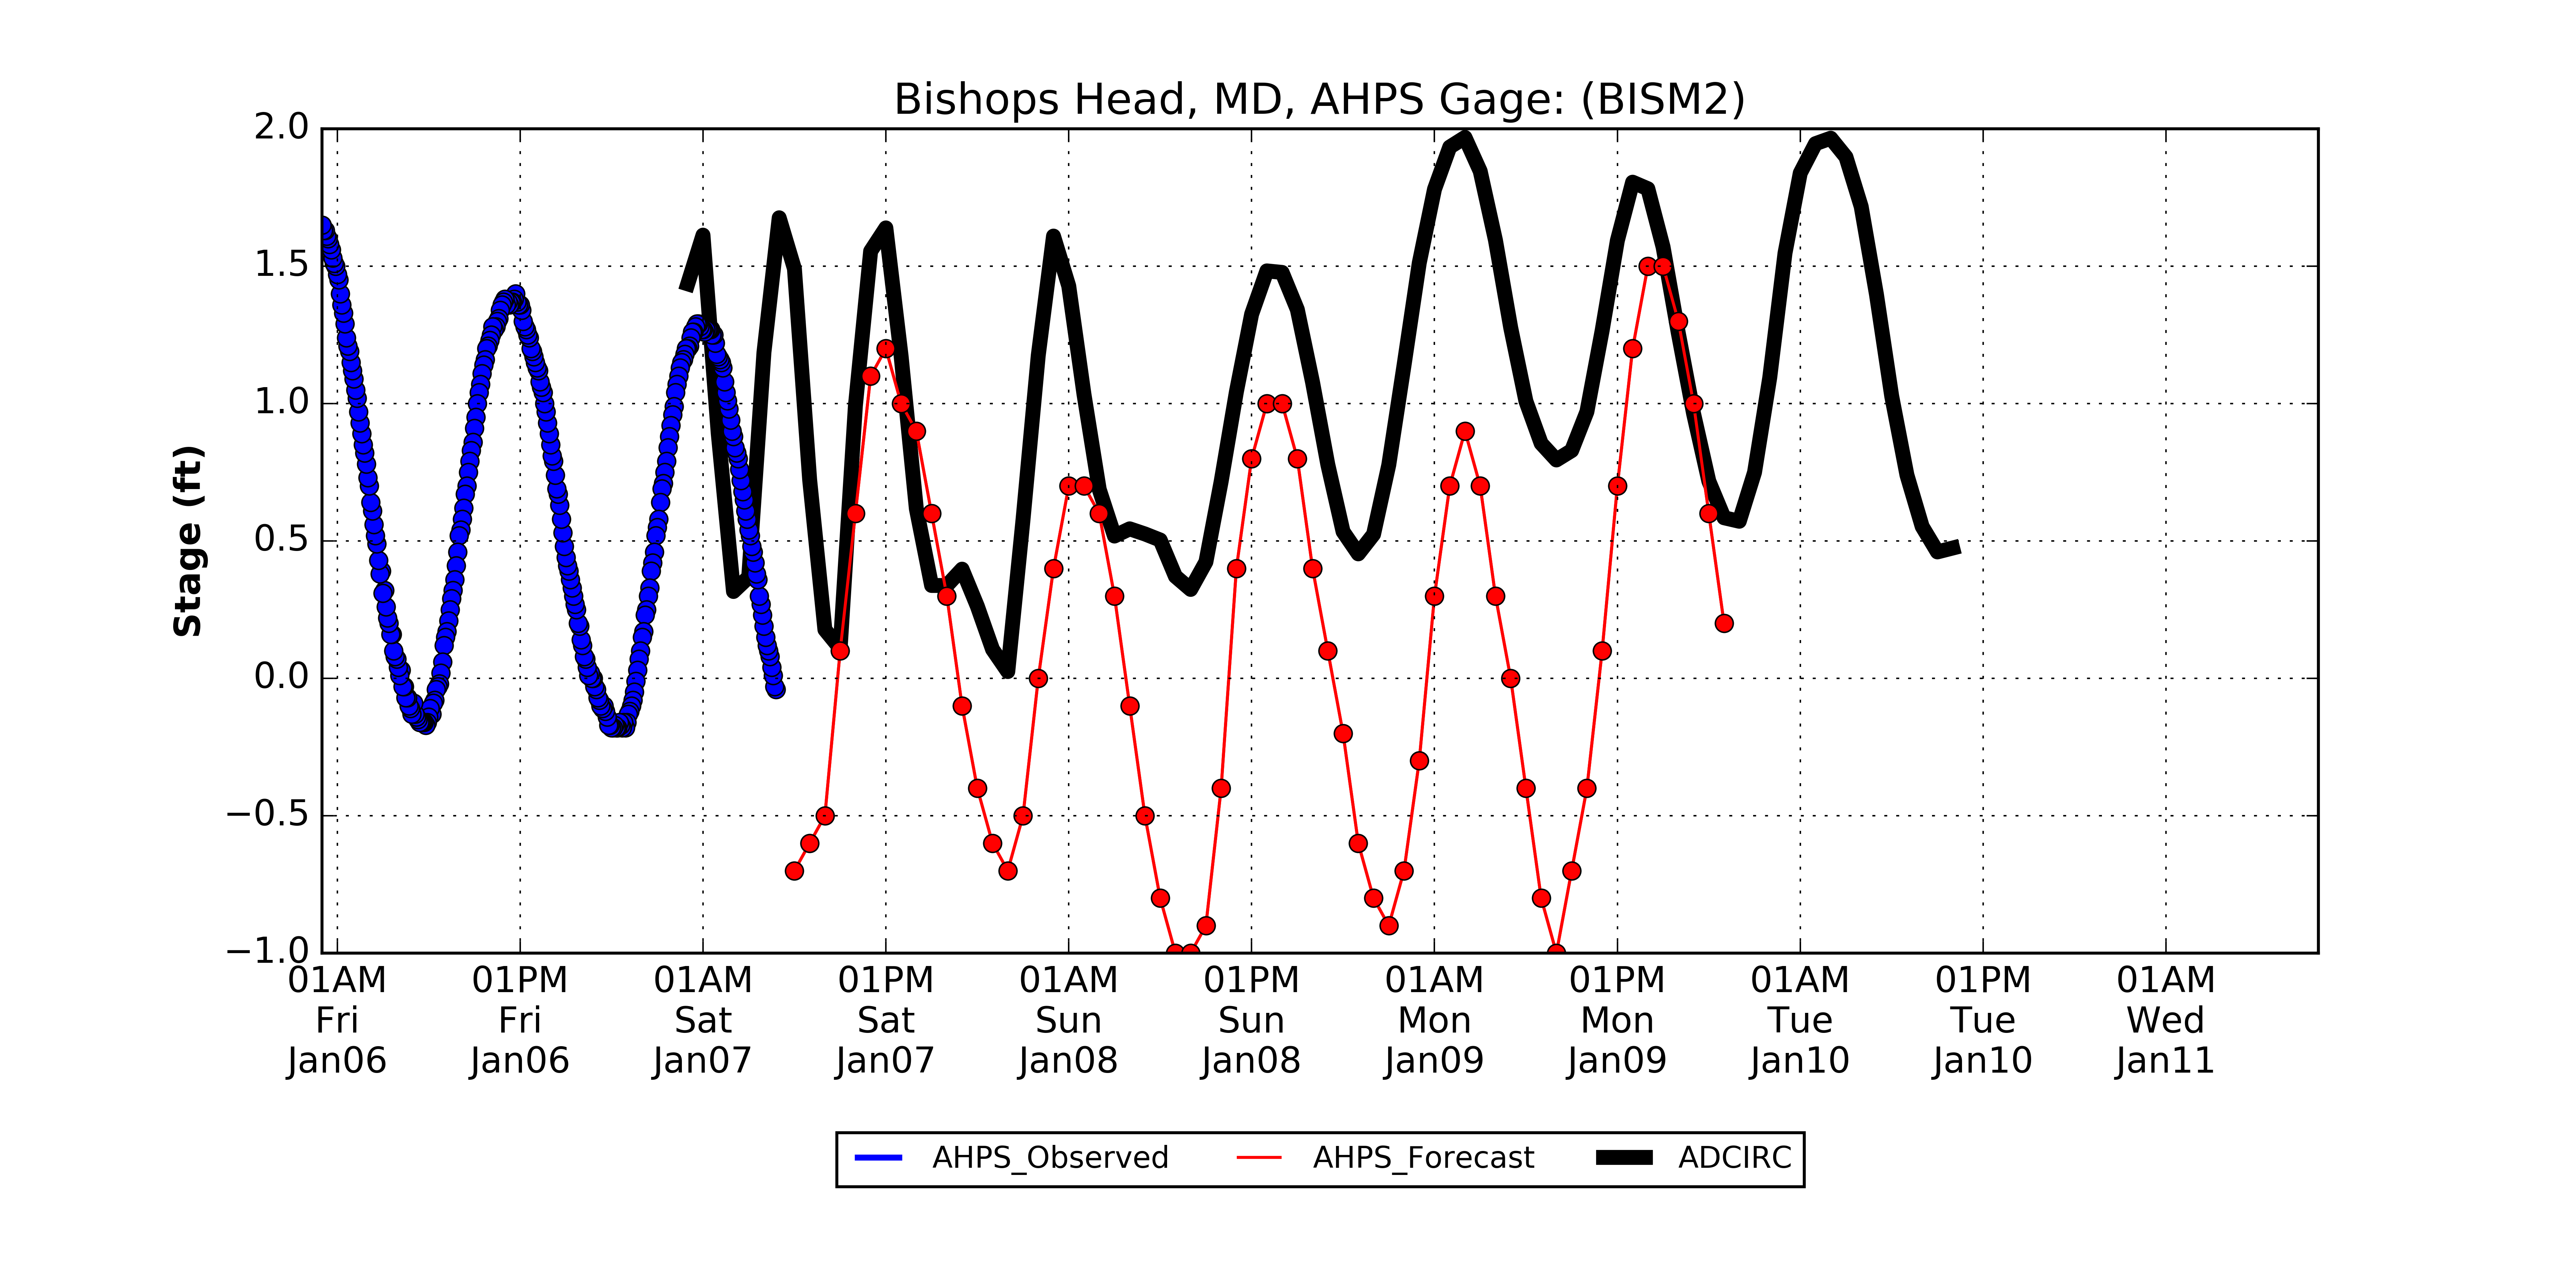 Bishops Head, MD, AHPS Gage: (BISM2)
Stage (ft)
2.0
1.5
1.0
0.5
0.0
−0.5
−1.0
01AM 01PM 01AM 01PM 01AM 01PM 01AM 01PM 01AM 01PM 01AM
Fri Fri Sat Sat Sun Sun Mon Mon Tue Tue Wed
Jan06 Jan06 Jan07 Jan07 Jan08 Jan08 Jan09 Jan09 Jan10 Jan10 Jan11
AHPS_Observed AHPS_Forecast ADCIRC